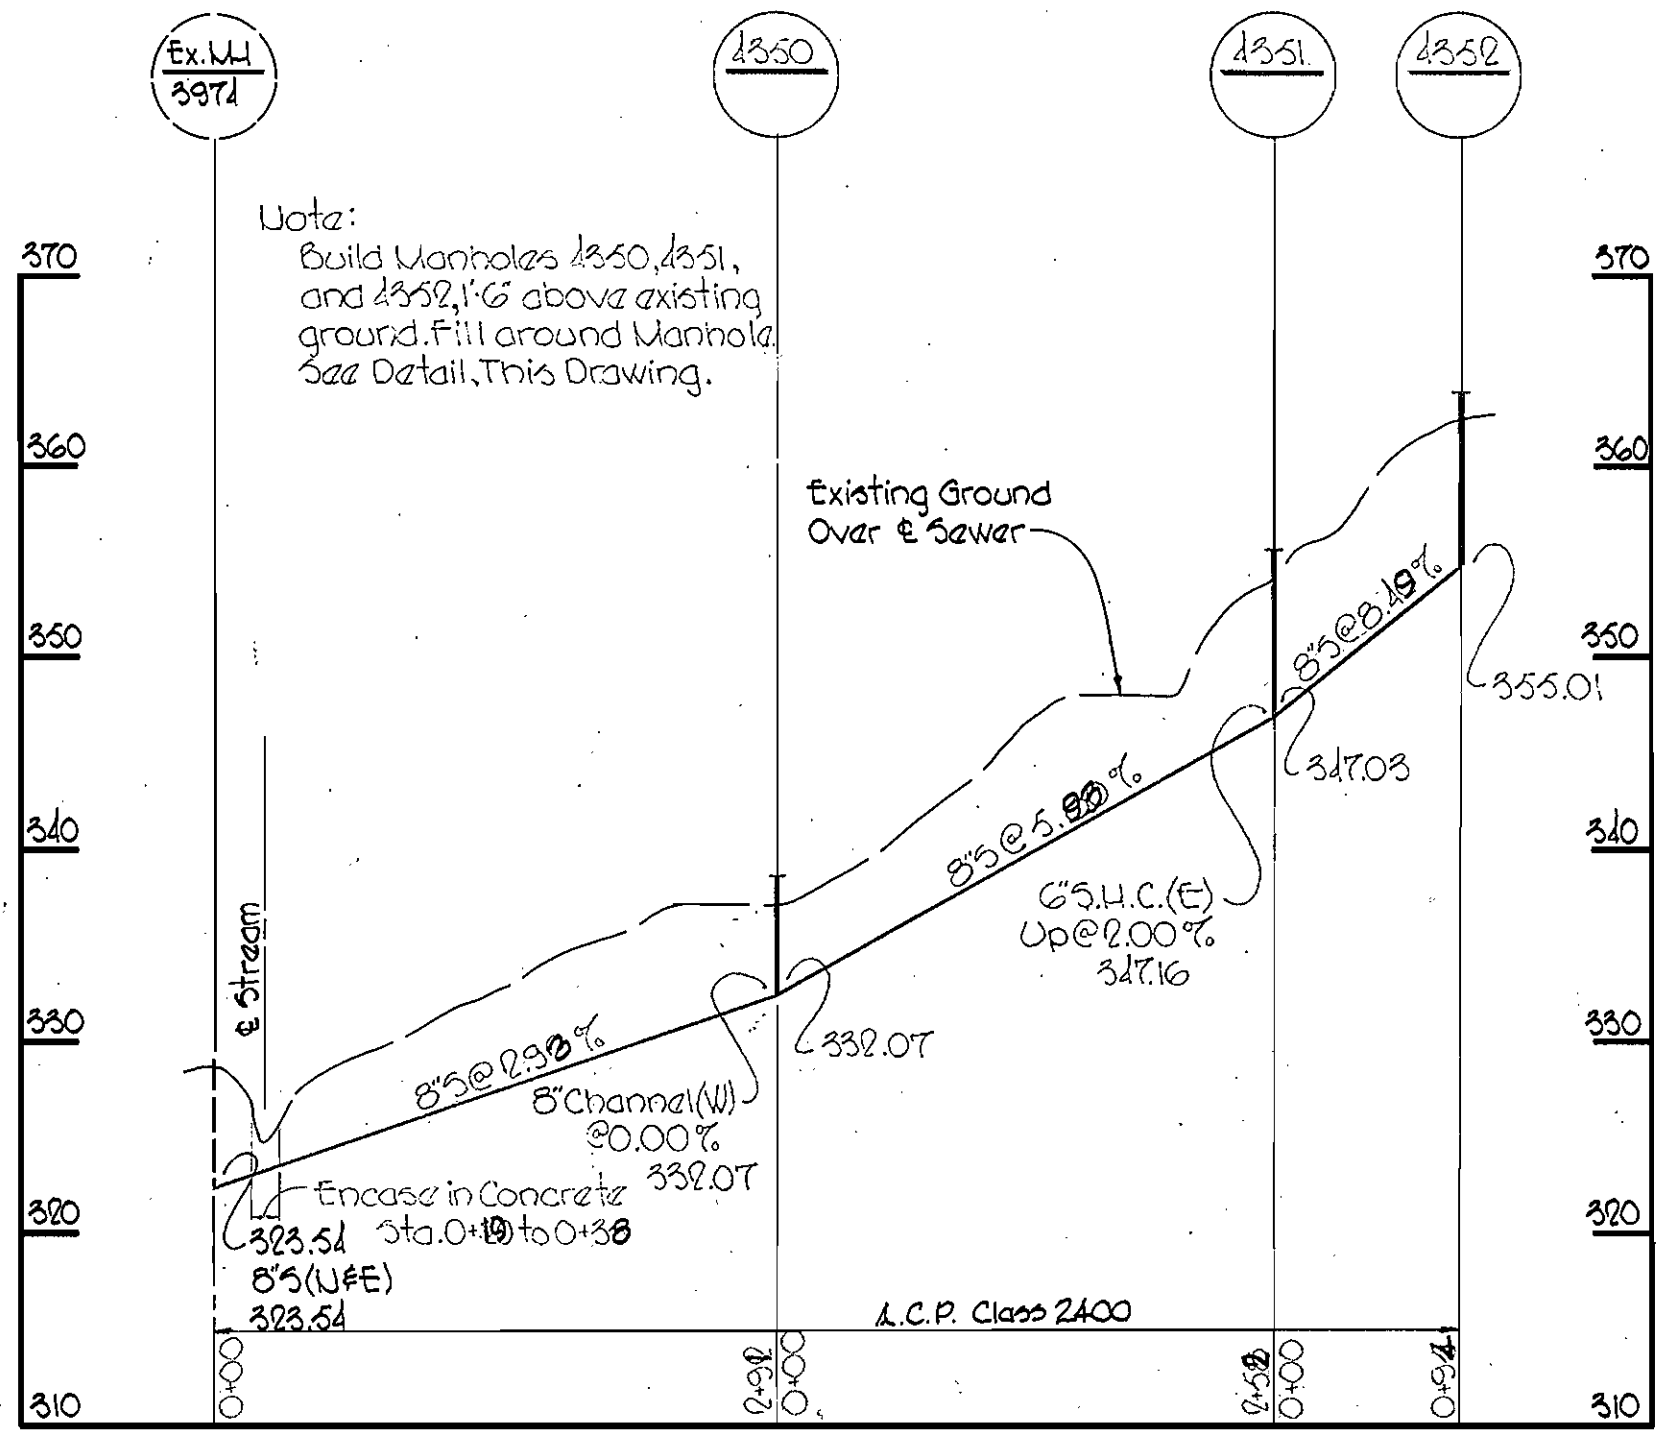 Ex. MH
3974
4350
4351
4352
Note:
Build Manholes 4350, 4351,
and 4352, 1'-6" above existing
ground. Fill around Manhole.
See Detail, This Drawing.
370
370
360
360
Existing Ground
Over ℄ Sewer
350
350
8"S@8.49%
355.01
347.03
340
340
8"S@5.%
6"S.H.C.(E)
Up@2.00%
347.16
℄ Stream
330
330
332.07
8"S@2.93%
8"Channel(W)
@0.00%
332.07
Encase in Concrete
Sta. 0+19 to 0+38
320
320
323.54
8"S(N&E)
323.54
A.C.P. Class 2400
0+00
2+92
0+00
2+58
0+00
0+94
310
310